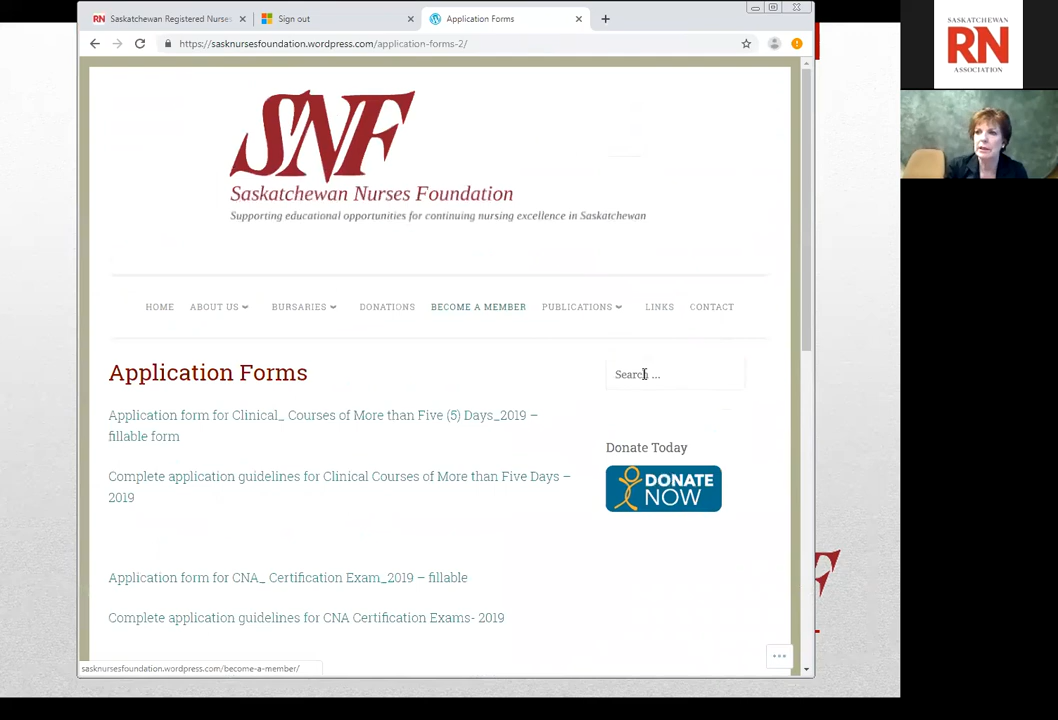 Saskatchewan Registered Nurses
Sign out
Application Forms
https://sasknursesfoundation.wordpress.com/application-forms-2/
SASKATCHEWAN
RN
ASSOCIATION
SNF
Saskatchewan Nurses Foundation
Supporting educational opportunities for continuing nursing excellence in Saskatchewan
HOME ABOUT US BURSARIES DONATIONS BECOME A MEMBER PUBLICATIONS LINKS CONTACT
Application Forms
Search ...
Application form for Clinical_ Courses of More than Five (5) Days_2019 –
fillable form
Donate Today
Complete application guidelines for Clinical Courses of More than Five Days –
2019
DONATE
NOW
Application form for CNA_ Certification Exam_2019 – fillable
Complete application guidelines for CNA Certification Exams- 2019
sasknursesfoundation.wordpress.com/become-a-member/